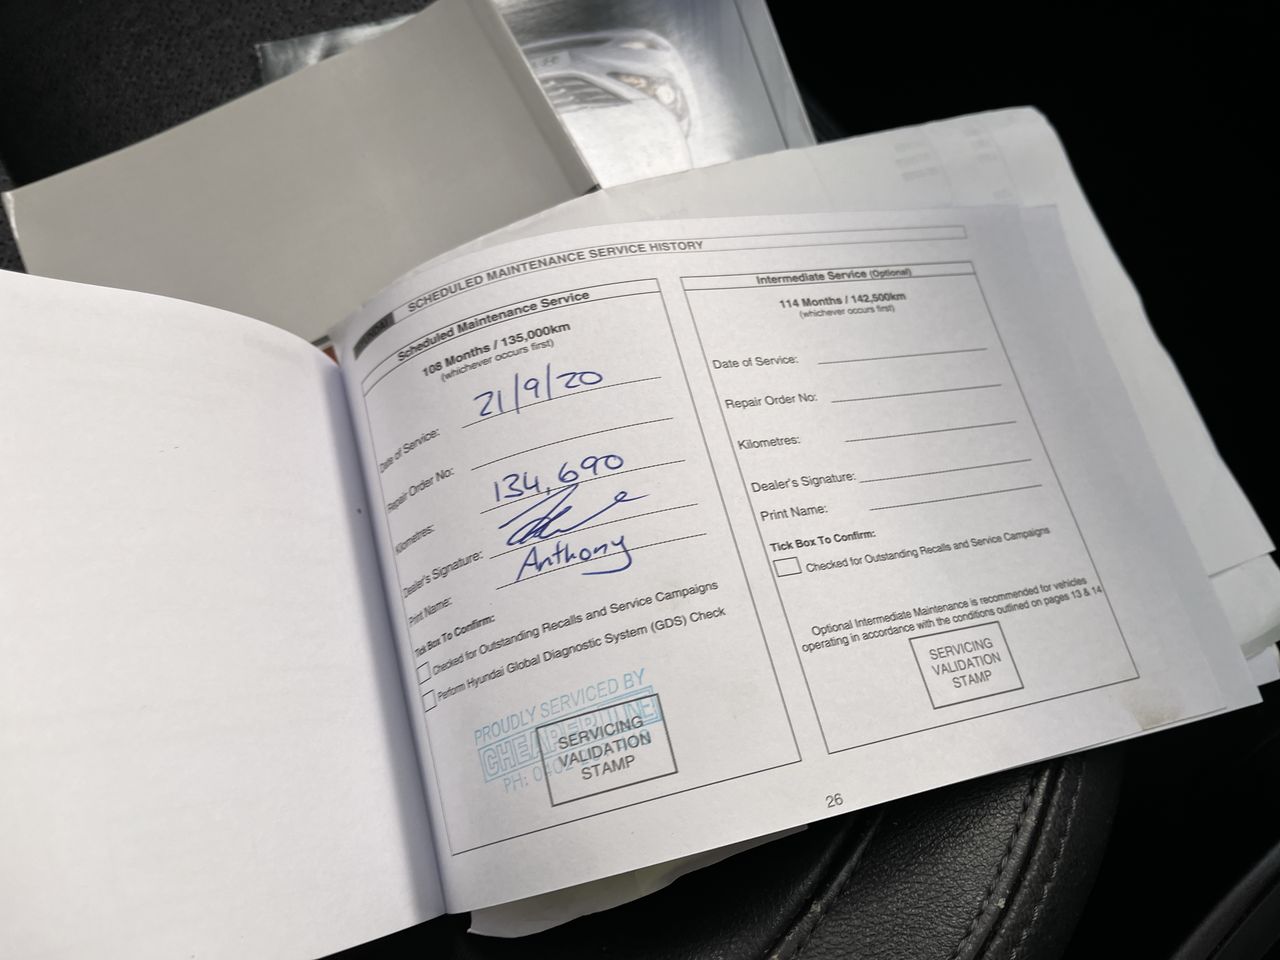 SCHEDULED MAINTENANCE SERVICE HISTORY
Scheduled Maintenance Service
108 Months / 135,000km
(whichever occurs first)
Date of Service: 21/9/20
Repair Order No:
Kilometres: 134,690
Dealer's Signature:
Print Name: Anthony
Tick Box To Confirm:
Checked for Outstanding Recalls and Service Campaigns
Perform Hyundai Global Diagnostic System (GDS) Check
PROUDLY SERVICED BY
PH:
SERVICING
VALIDATION
STAMP
Intermediate Service (Optional)
114 Months / 142,500km
(whichever occurs first)
Date of Service:
Repair Order No:
Kilometres:
Dealer's Signature:
Print Name:
Tick Box To Confirm:
Checked for Outstanding Recalls and Service Campaigns
Optional Intermediate Maintenance is recommended for vehicles
operating in accordance with the conditions outlined on pages 13 & 14
SERVICING
VALIDATION
STAMP
26